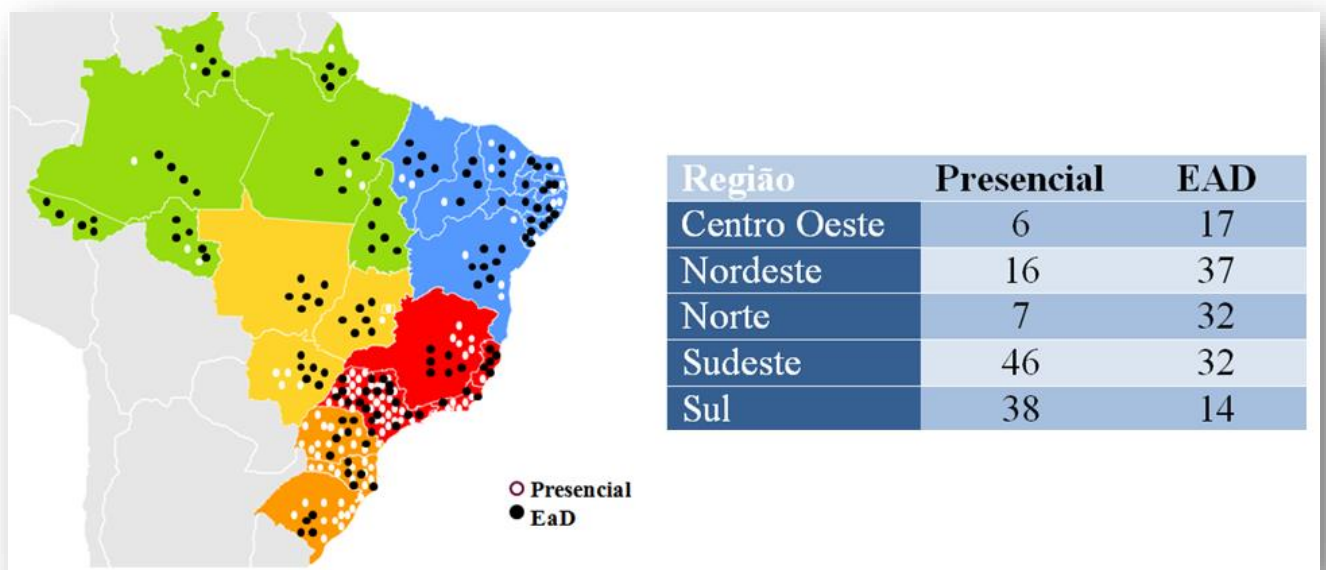 Região Presencial EAD
Centro Oeste 6 17
Nordeste 16 37
Norte 7 32
Sudeste 46 32
Sul 38 14
Presencial
EaD